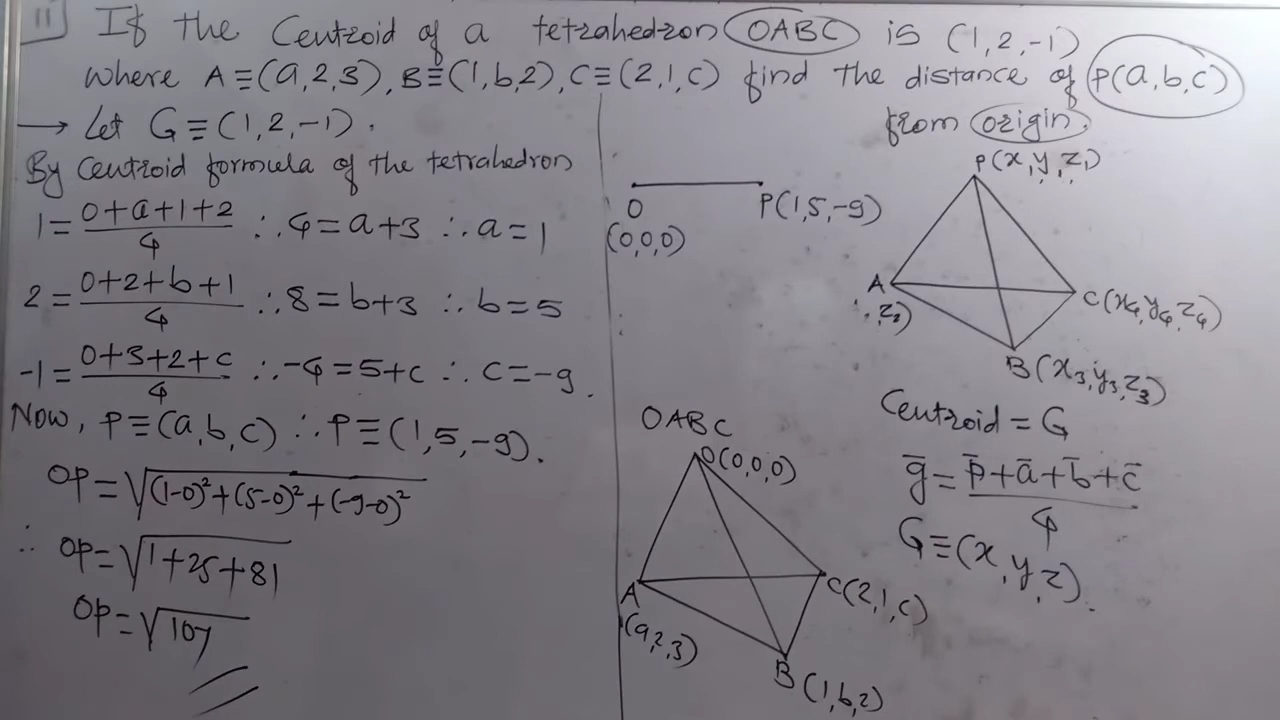 11] If the Centroid of a tetrahedron OABC is (1,2,-1)
where A≡(a,2,3), B≡(1,b,2), C≡(2,1,c) find the distance of P(a,b,c)
from origin.
→ Let G≡(1,2,-1).
By Centroid formula of the tetrahedron
1 = (0+a+1+2)/4 ∴ 4=a+3 ∴ a=1
2 = (0+2+b+1)/4 ∴ 8=b+3 ∴ b=5
-1 = (0+3+2+c)/4 ∴ -4=5+c ∴ c=-9.
Now, P≡(a,b,c) ∴ P≡(1,5,-9).
OP=√((1-0)²+(5-0)²+(-9-0)²)
∴ OP=√(1+25+81)
OP=√107
O P(1,5,-9)
(0,0,0)
P(x,y,z₁)
A
, z₂)
C(x₄,y₄,z₄)
B(x₃,y₃,z₃)
OABC
O(0,0,0)
A
(a,2,3)
C(2,1,c)
B(1,b,2)
Centroid = G
ḡ = (p̄+ā+b̄+c̄)/4
G≡(x,y,z).